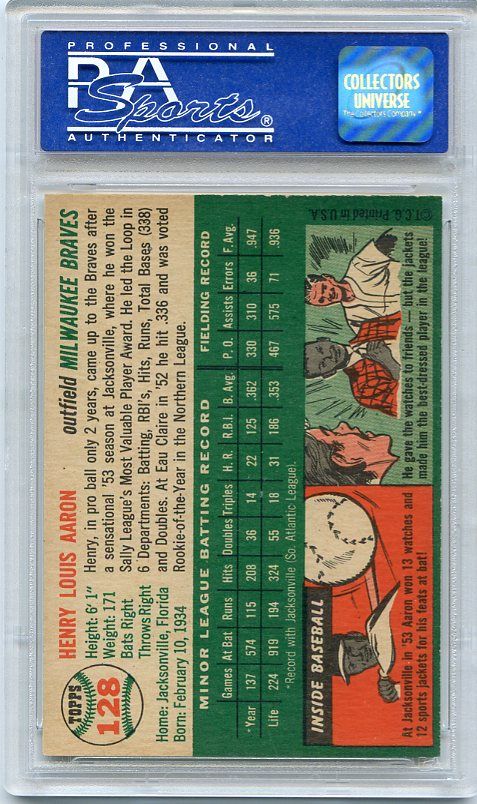 PROFESSIONAL
PSA
Sports®
AUTHENTICATOR
COLLECTORS
UNIVERSE
The Collectors Company™
TOPPS
128
HENRY LOUIS AARON
outfield MILWAUKEE BRAVES
Height: 6' 1"
Weight: 171
Bats Right
Throws Right
Home: Jacksonville, Florida
Born: February 10, 1934
Henry, in pro ball only 2 years, came up to the Braves after
a sensational '53 season at Jacksonville, where he won the
Sally League's Most Valuable Player Award. He led the Loop in
6 Departments: Batting, RBI's, Hits, Runs, Total Bases (338)
and Doubles. At Eau Claire in '52 he hit .336 and was voted
Rookie-of-the-Year in the Northern League.
MINOR LEAGUE BATTING RECORD FIELDING RECORD
Games At Bat Runs Hits Doubles Triples H. R. R.B.I. B. Avg. P. O. Assists Errors F. Avg.
*Year 137 574 115 208 36 14 22 125 .362 330 310 36 .947
Life 224 919 194 324 55 18 31 186 .353 467 575 71 .936
*Record with Jacksonville (So. Atlantic League).
©T.C.G. Printed in U.S.A.
INSIDE BASEBALL
At Jacksonville in '53 Aaron won 13 watches and
12 sports jackets for his feats at bat!
He gave the watches to friends — but the jackets
made him the best-dressed player in the league!